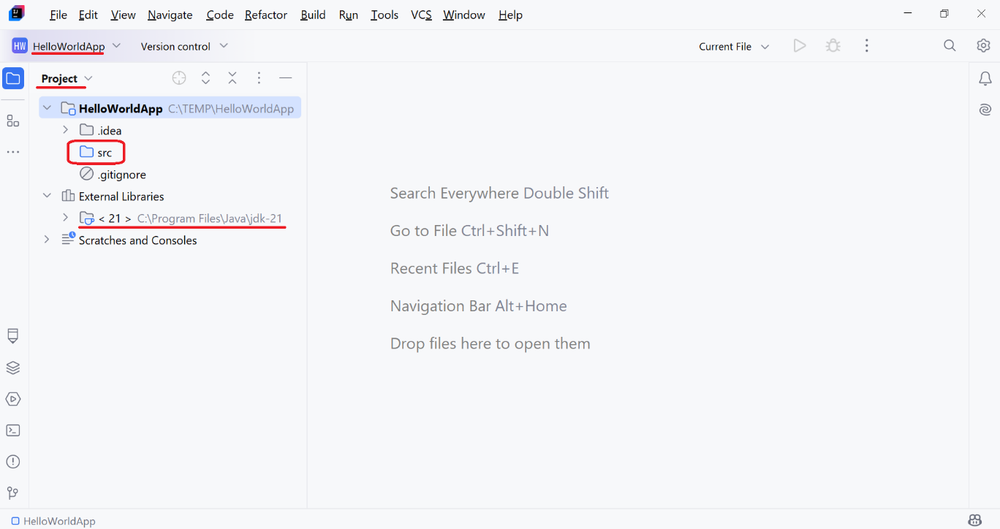 File Edit View Navigate Code Refactor Build Run Tools VCS Window Help
HW HelloWorldApp Version control Current File
Project
HelloWorldApp C:\TEMP\HelloWorldApp
.idea
src
.gitignore
External Libraries
< 21 > C:\Program Files\Java\jdk-21
Scratches and Consoles
Search Everywhere Double Shift
Go to File Ctrl+Shift+N
Recent Files Ctrl+E
Navigation Bar Alt+Home
Drop files here to open them
HelloWorldApp